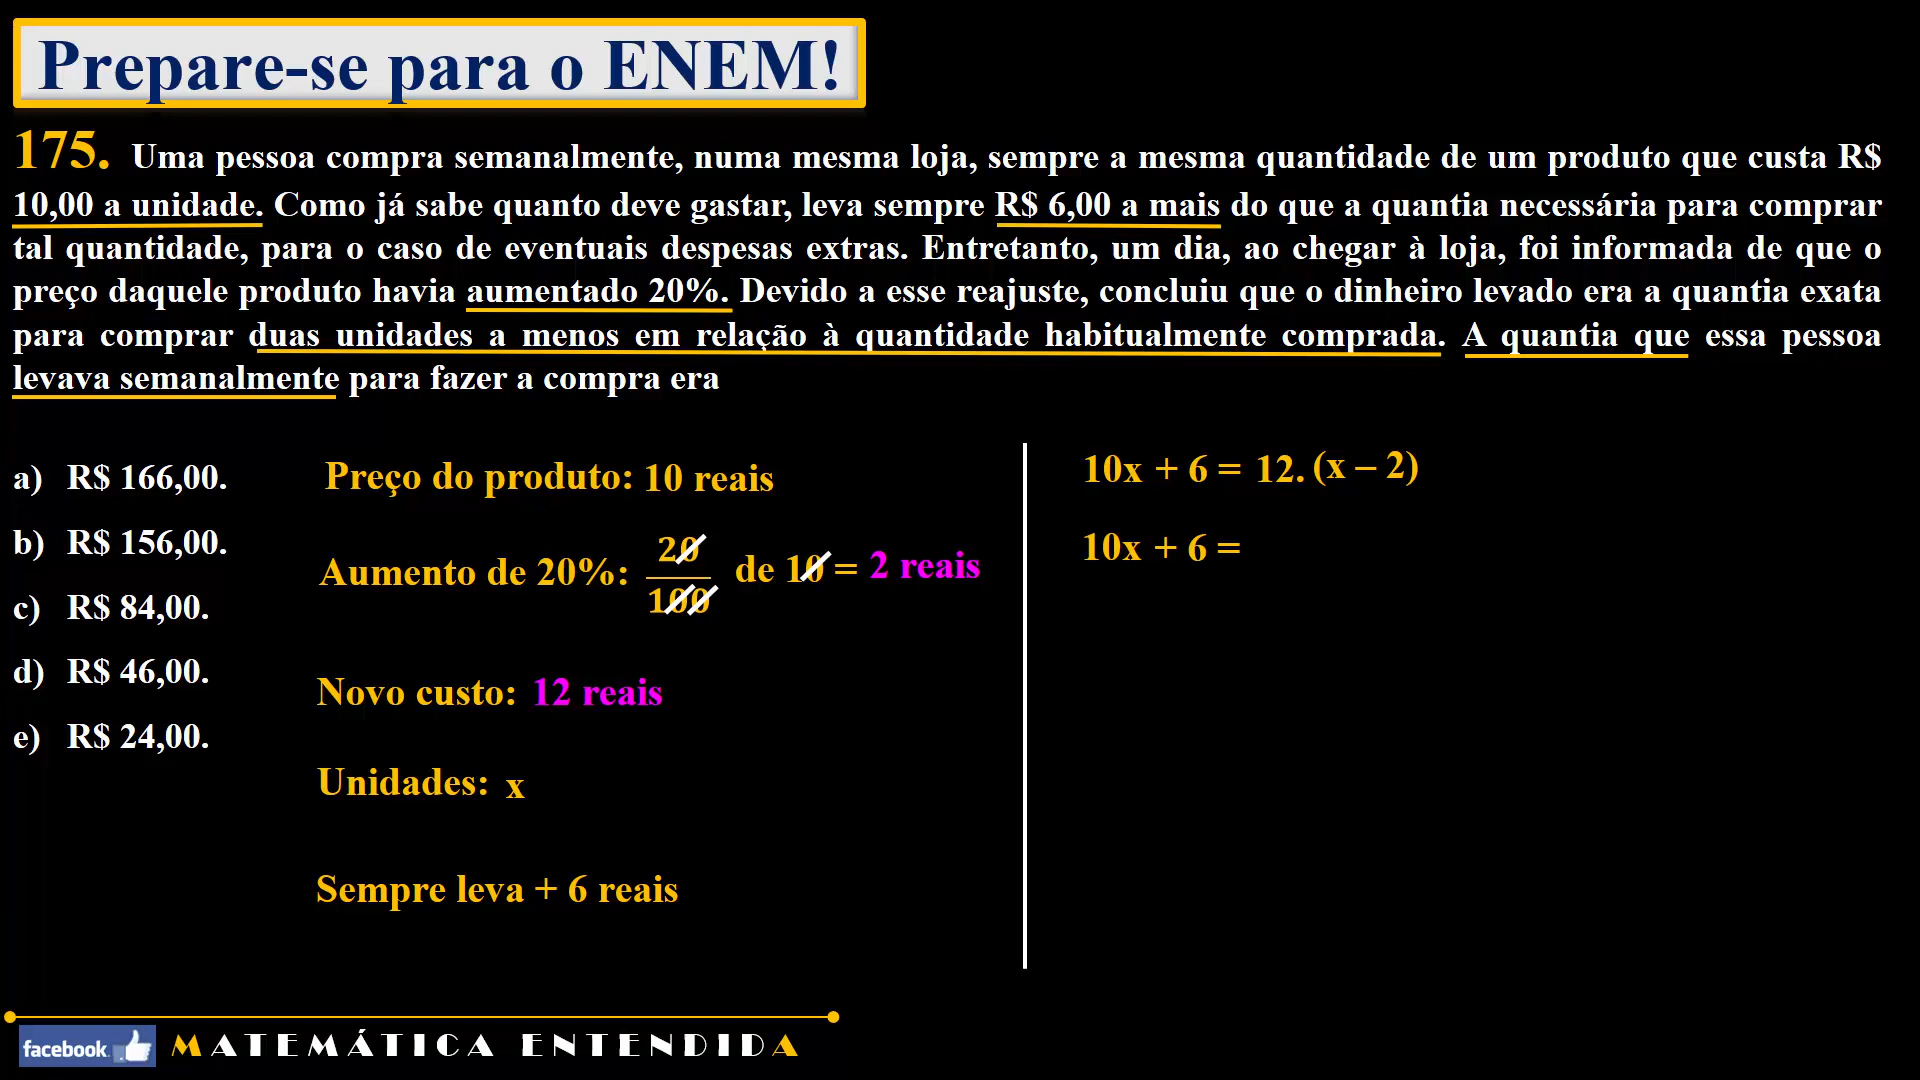 Prepare-se para o ENEM!
175. Uma pessoa compra semanalmente, numa mesma loja, sempre a mesma quantidade de um produto que custa R$
10,00 a unidade. Como já sabe quanto deve gastar, leva sempre R$ 6,00 a mais do que a quantia necessária para comprar
tal quantidade, para o caso de eventuais despesas extras. Entretanto, um dia, ao chegar à loja, foi informada de que o
preço daquele produto havia aumentado 20%. Devido a esse reajuste, concluiu que o dinheiro levado era a quantia exata
para comprar duas unidades a menos em relação à quantidade habitualmente comprada. A quantia que essa pessoa
levava semanalmente para fazer a compra era
a) R$ 166,00.
b) R$ 156,00.
c) R$ 84,00.
d) R$ 46,00.
e) R$ 24,00.
Preço do produto: 10 reais
Aumento de 20%: 20/100 de 10 = 2 reais
Novo custo: 12 reais
Unidades: x
Sempre leva + 6 reais
10x + 6 = 12. (x – 2)
10x + 6 =
facebook MATEMÁTICA ENTENDIDA